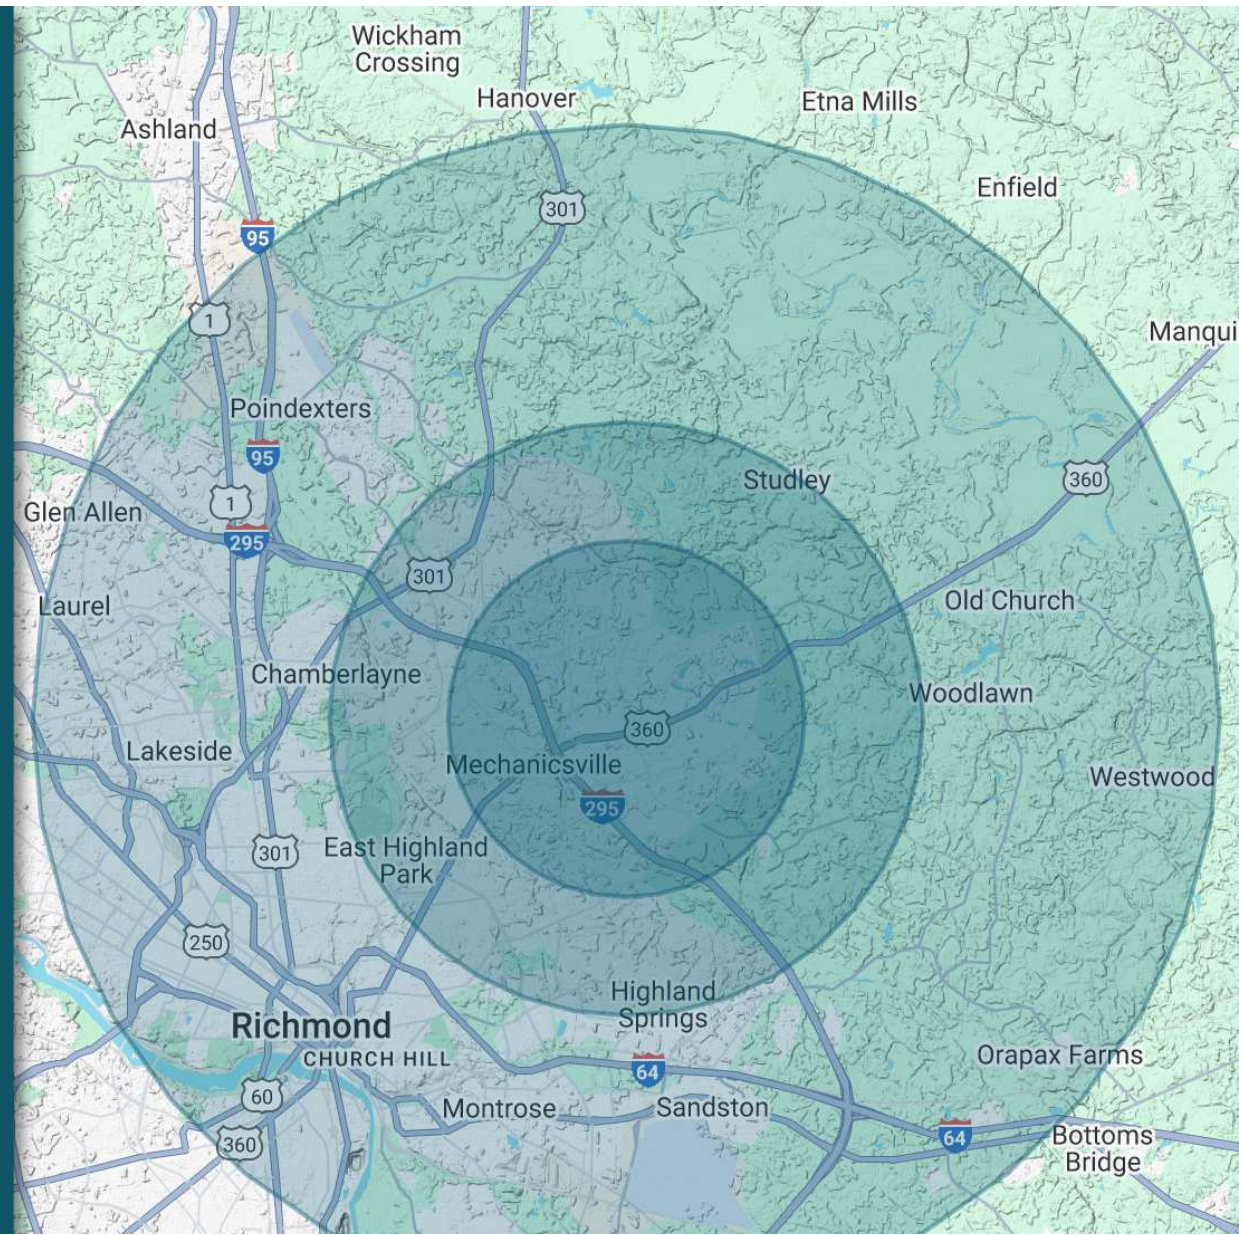 Wickham
Crossing
Hanover
Etna Mills
Ashland
Enfield
301
95
1
Manqui
Poindexters
95
Studley
360
1
Glen Allen
295
301
Old Church
Laurel
Chamberlayne
Woodlawn
360
Lakeside
Mechanicsville
Westwood
295
301
East Highland
Park
250
Highland
Springs
Richmond
CHURCH HILL
Orapax Farms
64
60
Montrose
Sandston
360
64
Bottoms
Bridge